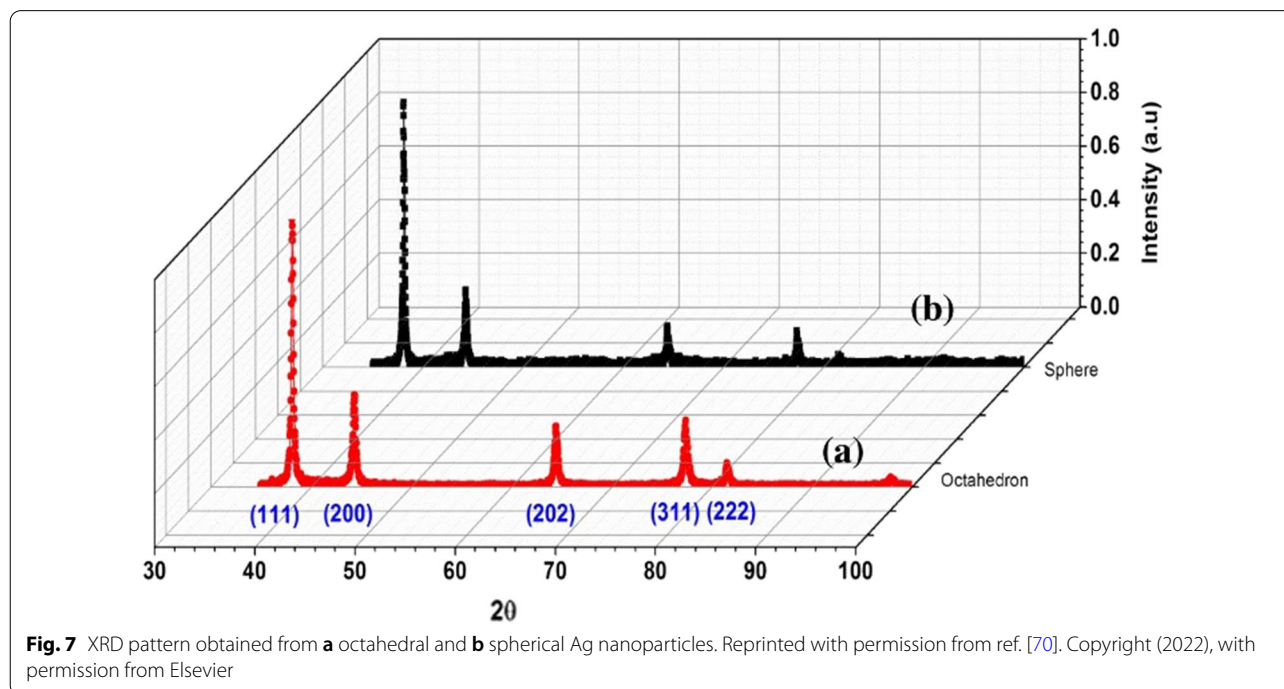 1.0
0.8
0.6
0.4
0.2
0.0
Intensity (a.u)
(b)
Sphere
(a)
Octahedron
(111) (200) (202) (311) (222)
30 40 50 60 70 80 90 100
2θ
Fig. 7 XRD pattern obtained from a octahedral and b spherical Ag nanoparticles. Reprinted with permission from ref. [70]. Copyright (2022), with
permission from Elsevier